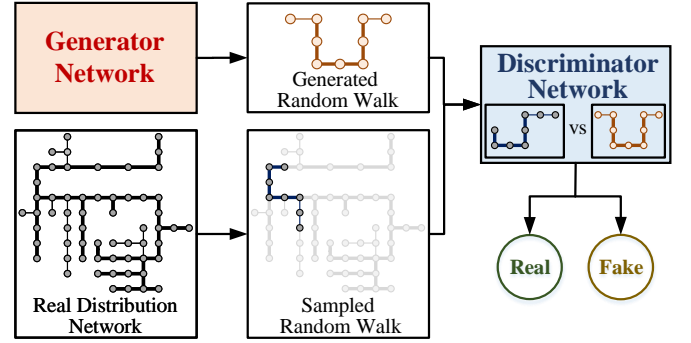 Generator
Network
Generated
Random Walk
Discriminator
Network
vs
Real Distribution
Network
Sampled
Random Walk
Real
Fake